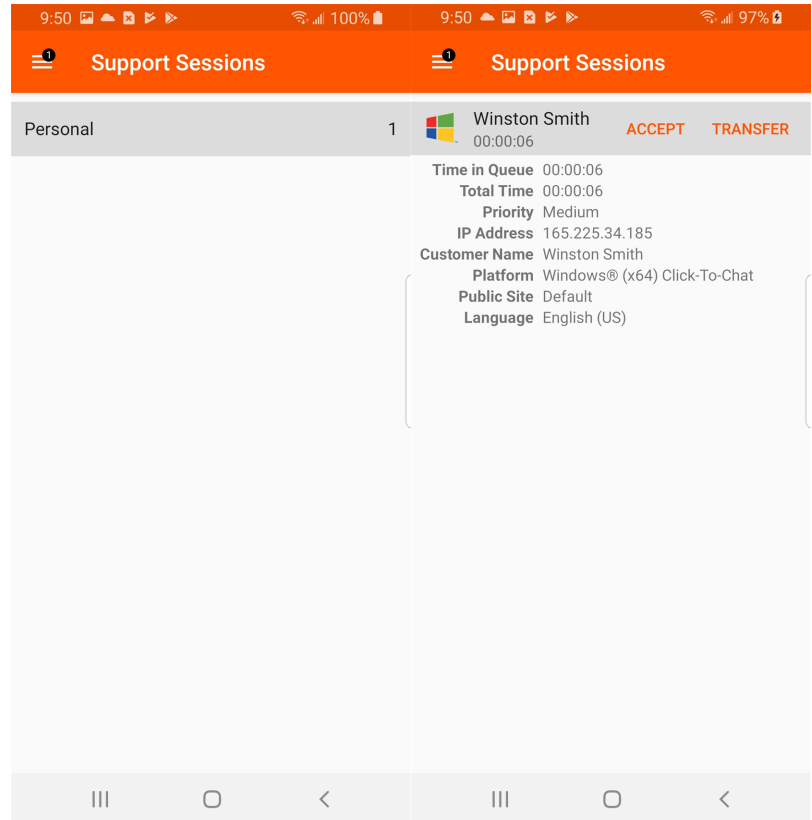 9:50 100%
1
Support Sessions
Personal 1
9:50 97%
1
Support Sessions
Winston Smith
00:00:06
ACCEPT TRANSFER
Time in Queue 00:00:06
Total Time 00:00:06
Priority Medium
IP Address 165.225.34.185
Customer Name Winston Smith
Platform Windows® (x64) Click-To-Chat
Public Site Default
Language English (US)